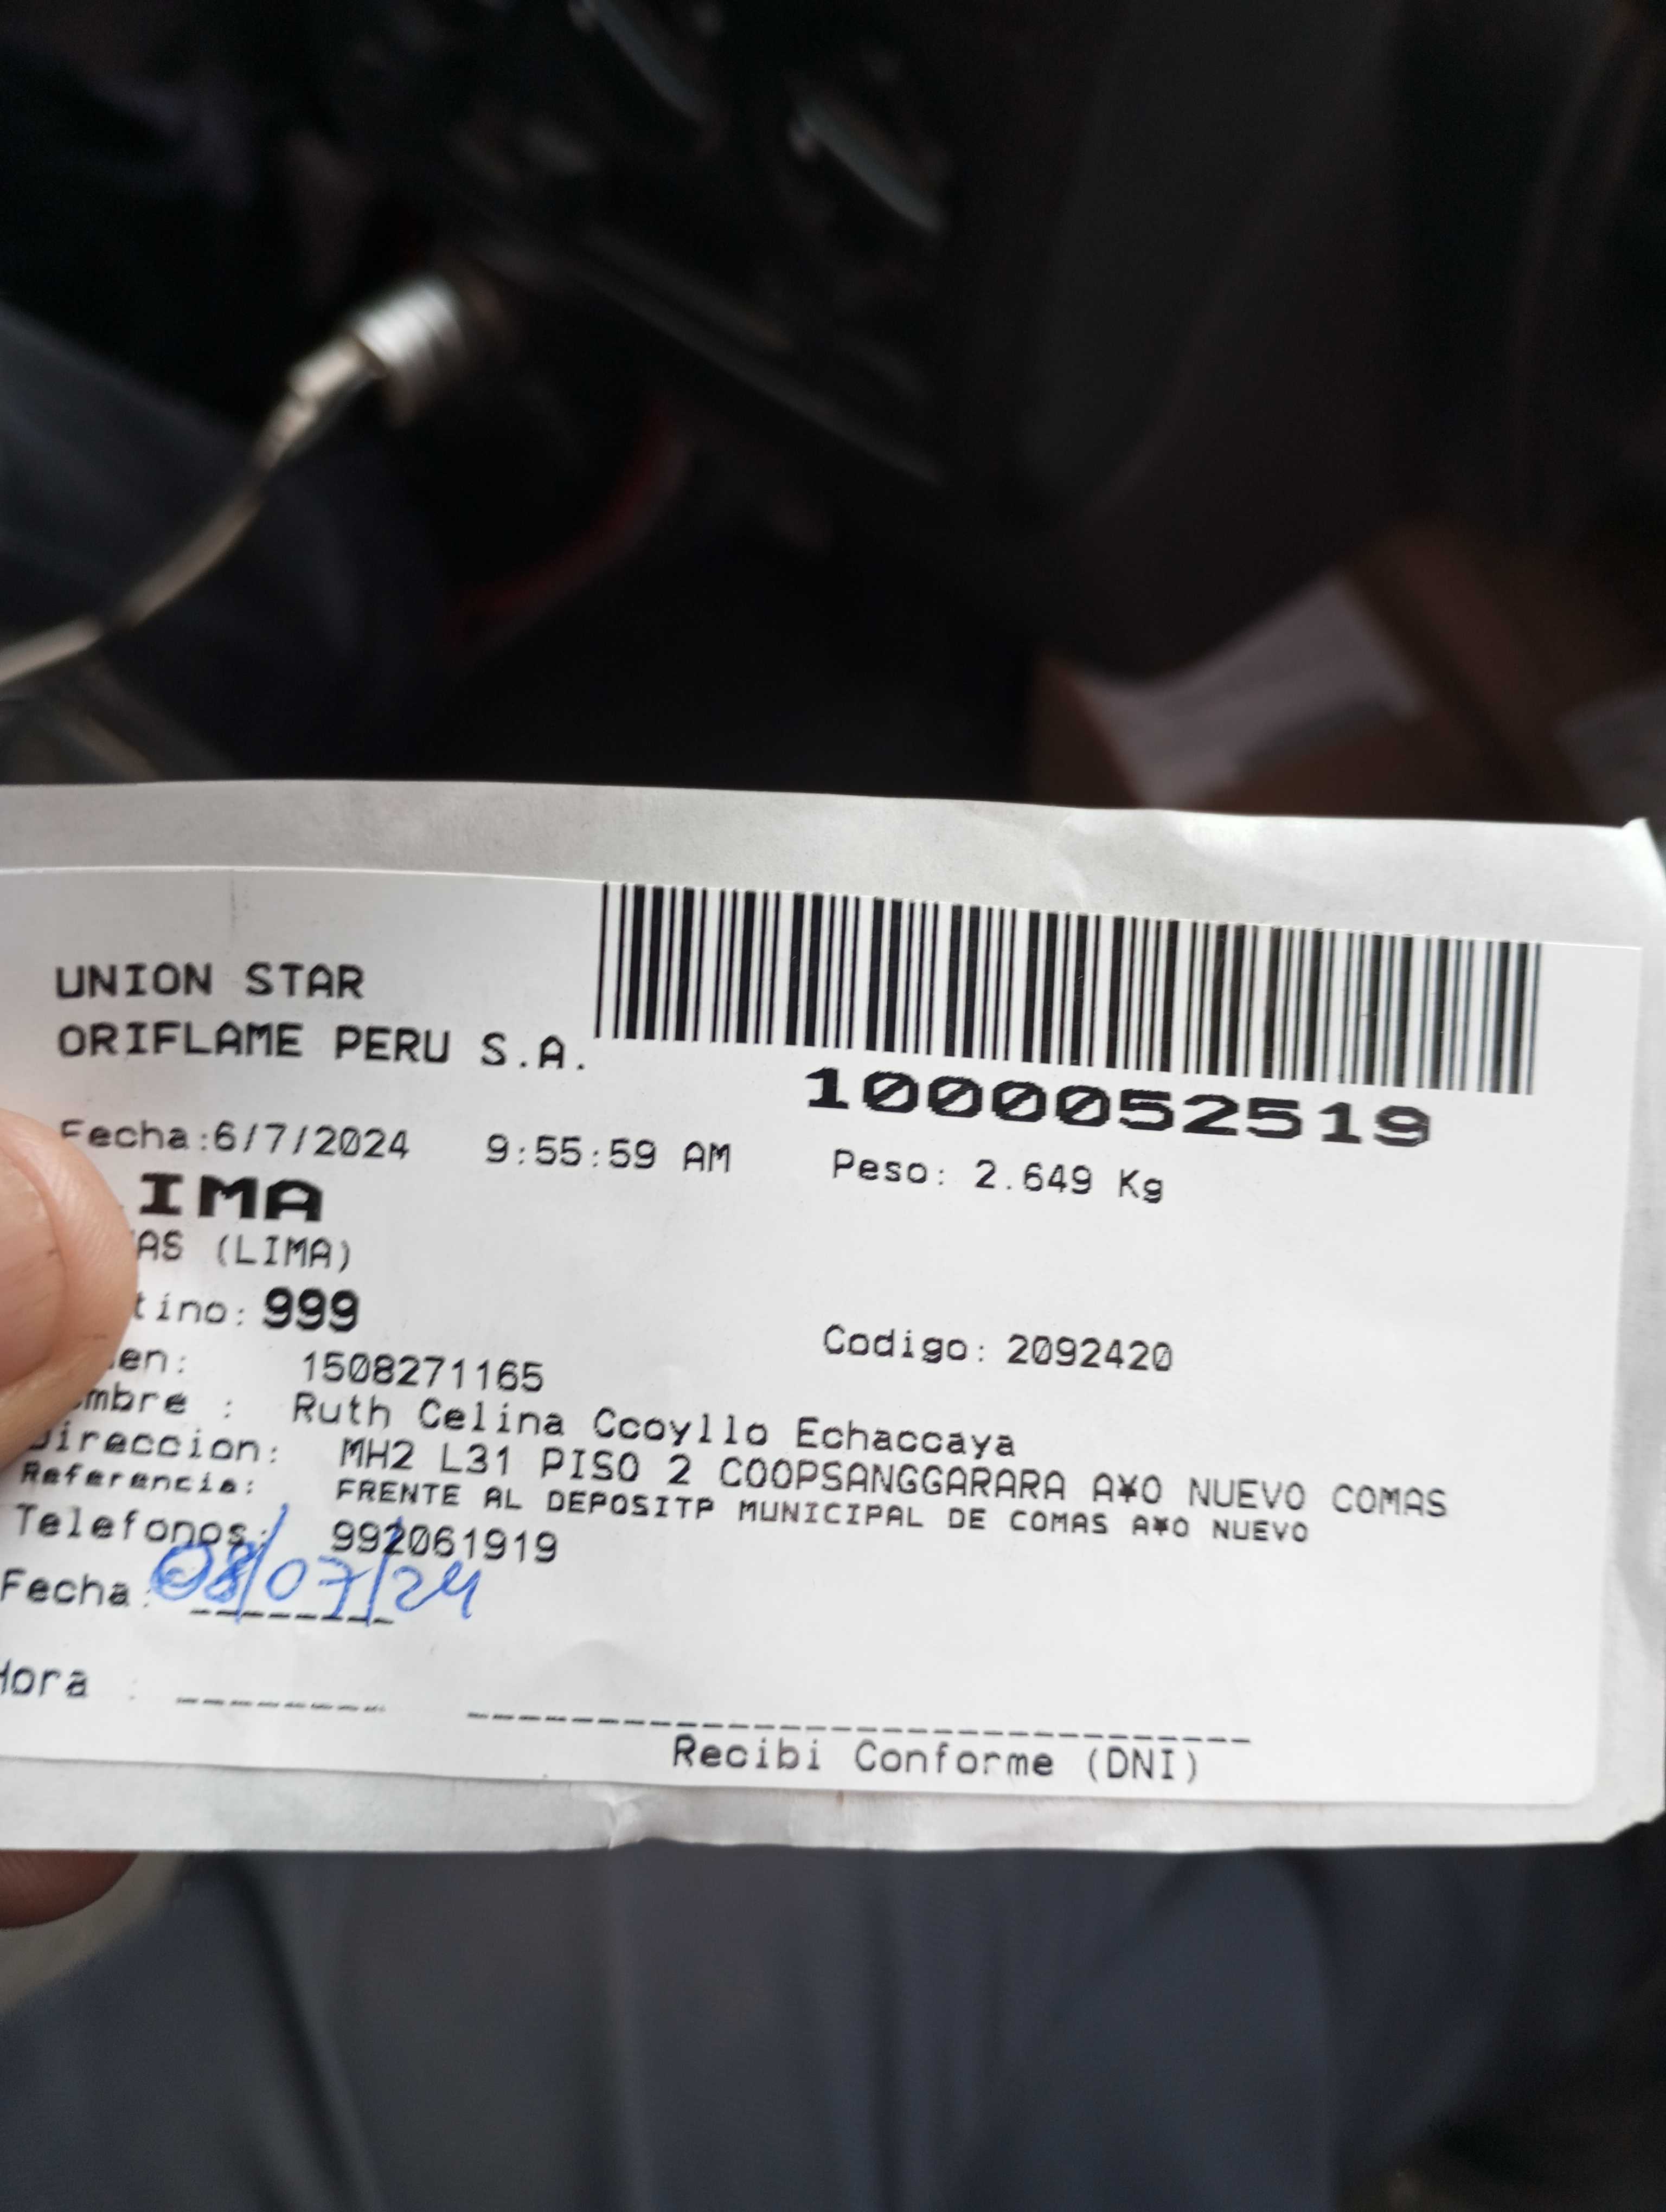 UNION STAR
ORIFLAME PERU S.A.
1000052519
Fecha:6/7/2024 9:55:59 AM
Peso: 2.649 Kg
IMA
AS (LIMA)
tino: 999
Codigo: 2092420
en: 1508271165
mbre : Ruth Celina Ccoyllo Echaccaya
Direccion: MH2 L31 PISO 2 COOPSANGGARARA A¥O NUEVO COMAS
Referencia: FRENTE AL DEPOSITP MUNICIPAL DE COMAS A¥O NUEVO
Telefonos: 992061919
Fecha: 08/07/24
Hora :
Recibi Conforme (DNI)